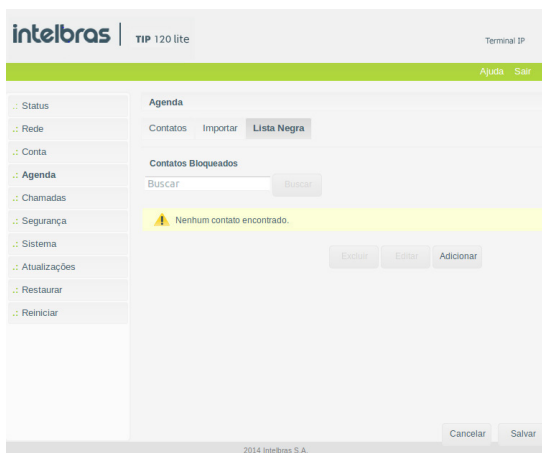 intelbras TIP 120 lite Terminal IP
Ajuda Sair
.: Status
.: Rede
.: Conta
.: Agenda
.: Chamadas
.: Segurança
.: Sistema
.: Atualizações
.: Restaurar
.: Reiniciar
Agenda
Contatos Importar Lista Negra
Contatos Bloqueados
Buscar Buscar
Nenhum contato encontrado.
Excluir Editar Adicionar
Cancelar Salvar
2014 Intelbras S.A.